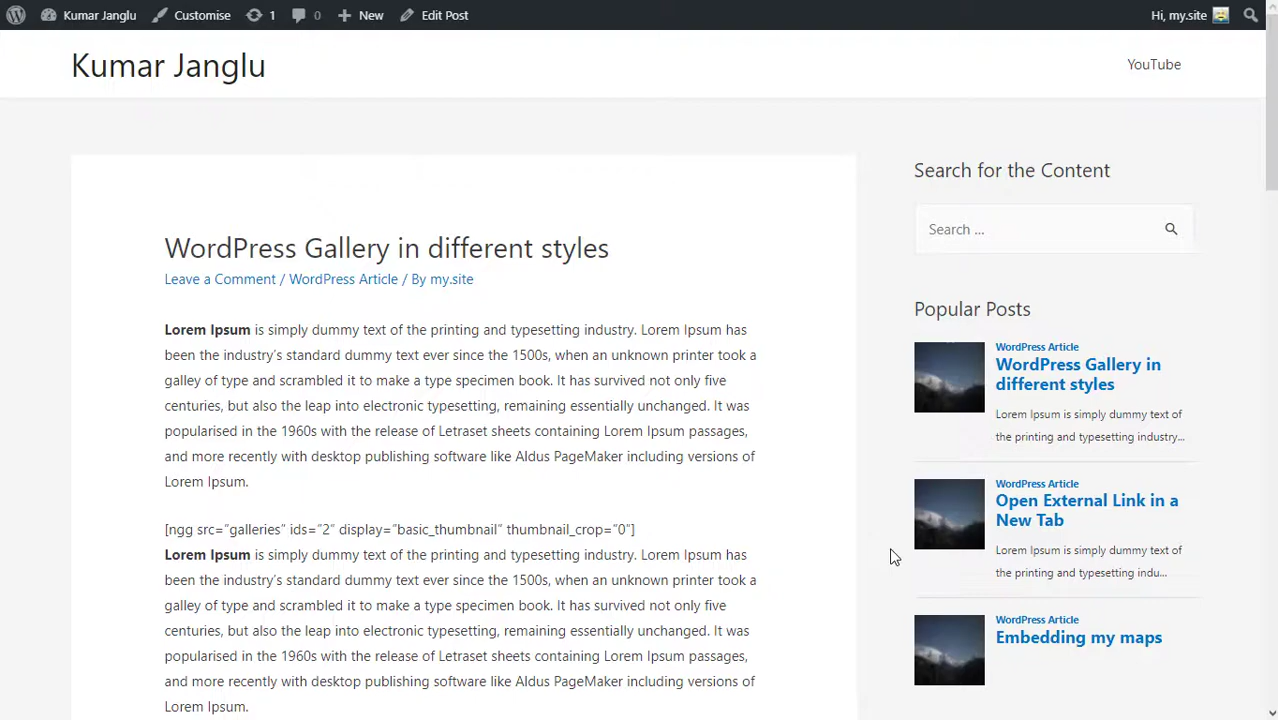 Kumar Janglu Customise 1 0 New Edit Post Hi, my.site
Kumar Janglu
YouTube
WordPress Gallery in different styles
Leave a Comment / WordPress Article / By my.site
Lorem Ipsum is simply dummy text of the printing and typesetting industry. Lorem Ipsum has
been the industry’s standard dummy text ever since the 1500s, when an unknown printer took a
galley of type and scrambled it to make a type specimen book. It has survived not only five
centuries, but also the leap into electronic typesetting, remaining essentially unchanged. It was
popularised in the 1960s with the release of Letraset sheets containing Lorem Ipsum passages,
and more recently with desktop publishing software like Aldus PageMaker including versions of
Lorem Ipsum.
[ngg src=”galleries” ids=”2” display=”basic_thumbnail” thumbnail_crop=”0”]
Lorem Ipsum is simply dummy text of the printing and typesetting industry. Lorem Ipsum has
been the industry’s standard dummy text ever since the 1500s, when an unknown printer took a
galley of type and scrambled it to make a type specimen book. It has survived not only five
centuries, but also the leap into electronic typesetting, remaining essentially unchanged. It was
popularised in the 1960s with the release of Letraset sheets containing Lorem Ipsum passages,
and more recently with desktop publishing software like Aldus PageMaker including versions of
Lorem Ipsum.
Search for the Content
Search ...
Popular Posts
WordPress Article
WordPress Gallery in
different styles
Lorem Ipsum is simply dummy text of
the printing and typesetting industry...
WordPress Article
Open External Link in a
New Tab
Lorem Ipsum is simply dummy text of
the printing and typesetting indu...
WordPress Article
Embedding my maps